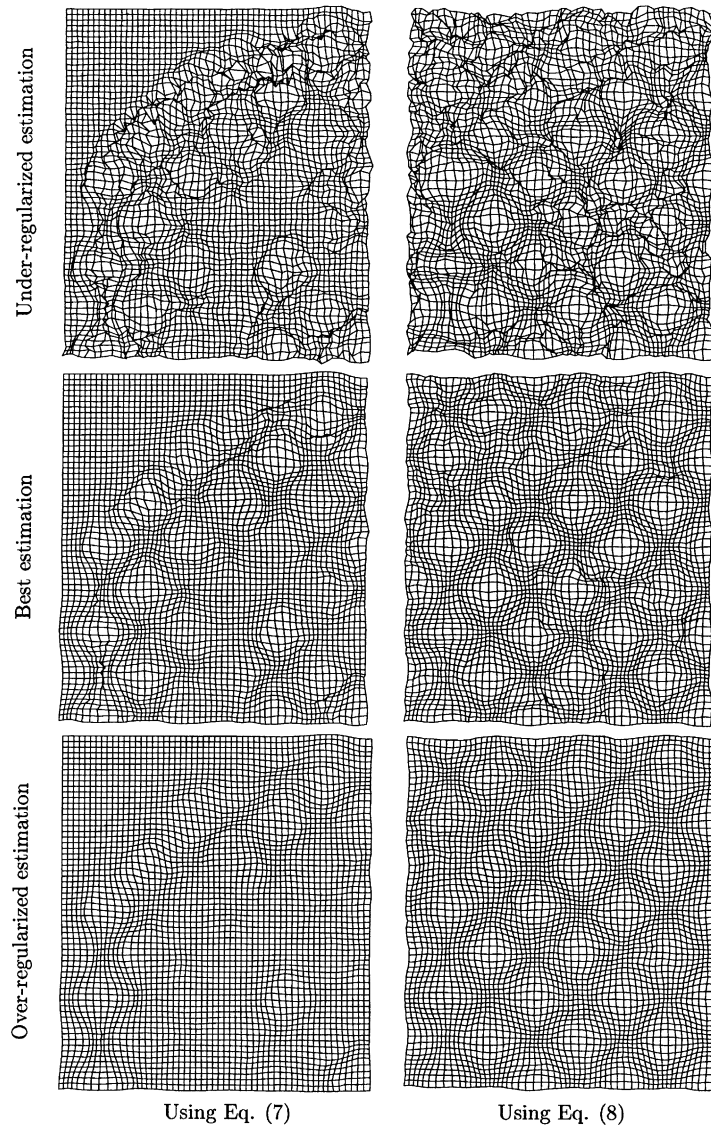 Under-regularized estimation
Best estimation
Over-regularized estimation
Using Eq. (7)
Using Eq. (8)